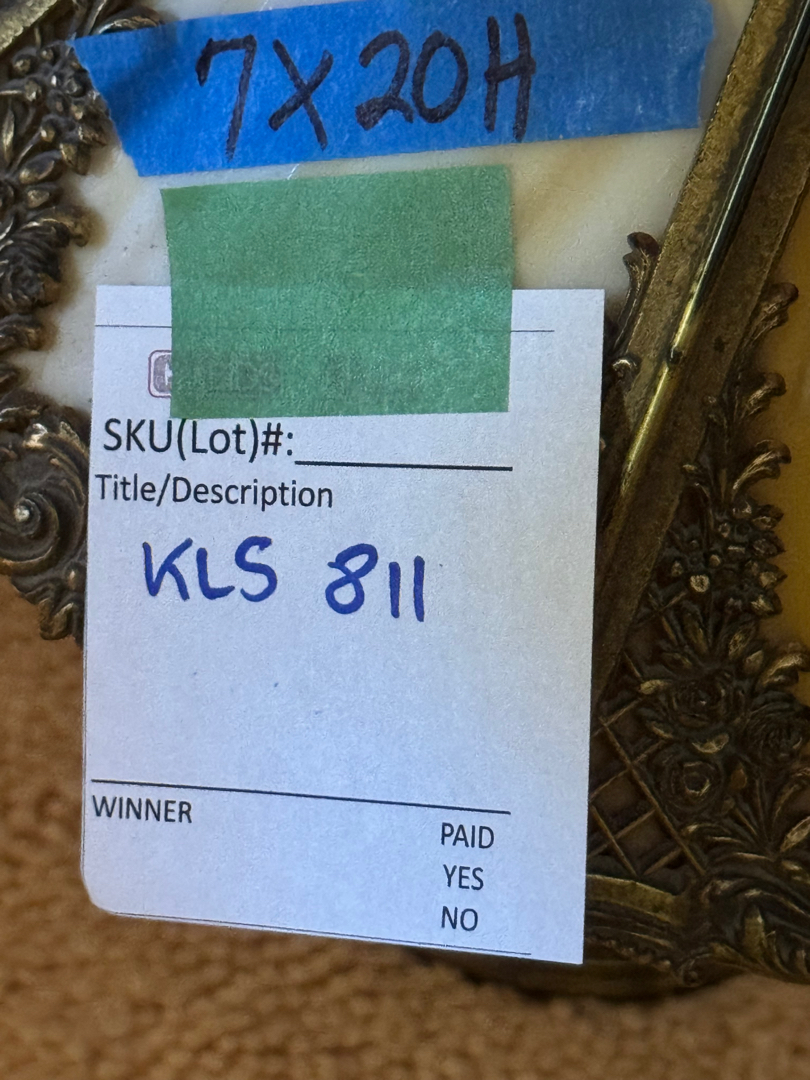 7X20H
SKU(Lot)#:
Title/Description
KLS 811
WINNER
PAID
YES
NO